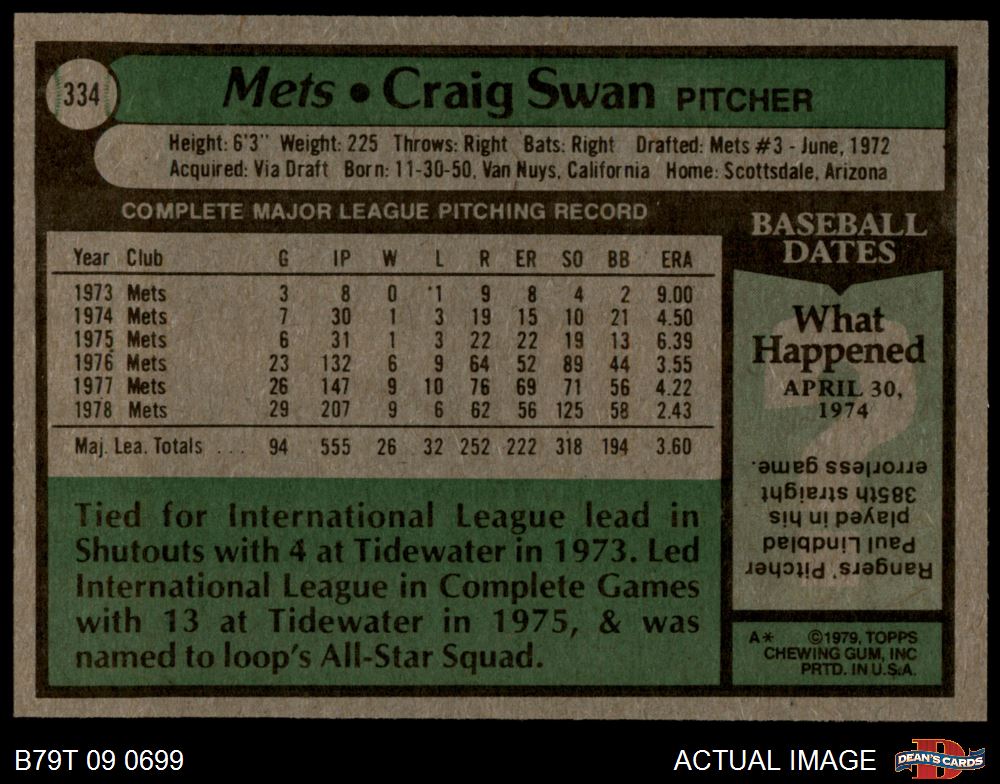 334
Mets • Craig Swan PITCHER
Height: 6'3" Weight: 225 Throws: Right Bats: Right Drafted: Mets #3 - June, 1972
Acquired: Via Draft Born: 11-30-50, Van Nuys, California Home: Scottsdale, Arizona
COMPLETE MAJOR LEAGUE PITCHING RECORD
Year Club G IP W L R ER SO BB ERA
1973 Mets 3 8 0 1 9 8 4 2 9.00
1974 Mets 7 30 1 3 19 15 10 21 4.50
1975 Mets 6 31 1 3 22 22 19 13 6.39
1976 Mets 23 132 6 9 64 52 89 44 3.55
1977 Mets 26 147 9 10 76 69 71 56 4.22
1978 Mets 29 207 9 6 62 56 125 58 2.43
Maj. Lea. Totals ... 94 555 26 32 252 222 318 194 3.60
Tied for International League lead in
Shutouts with 4 at Tidewater in 1973. Led
International League in Complete Games
with 13 at Tidewater in 1975, & was
named to loop's All-Star Squad.
BASEBALL
DATES
What
Happened
APRIL 30,
1974
Rangers' Pitcher
Paul Lindblad
played in his
385th straight
errorless game.
A* ©1979, TOPPS
CHEWING GUM, INC
PRTD. IN U.S.A.
B79T 09 0699
ACTUAL IMAGE
DEAN'S CARDS